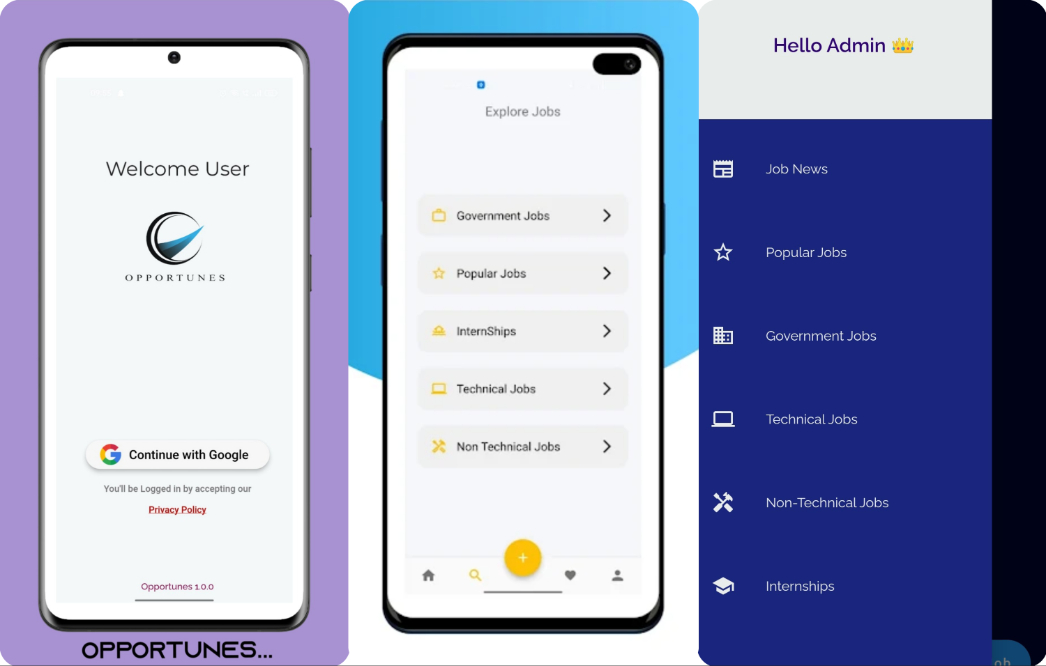 Welcome User
OPPORTUNES
Continue with Google
You'll be Logged in by accepting our
Privacy Policy
Opportunes 1.0.0
OPPORTUNES...
Explore Jobs
Government Jobs
Popular Jobs
InternShips
Technical Jobs
Non Technical Jobs
Hello Admin 👑
Job News
Popular Jobs
Government Jobs
Technical Jobs
Non-Technical Jobs
Internships